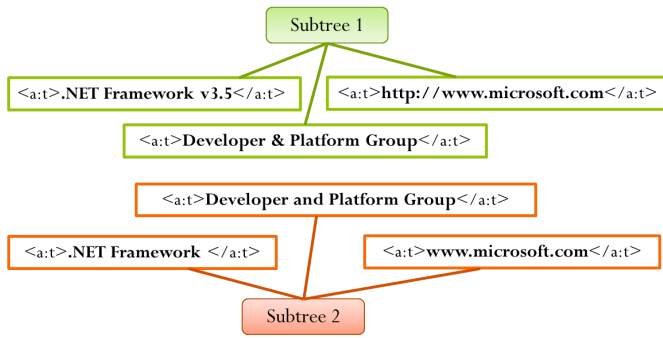 Subtree 1
<a:t>.NET Framework v3.5</a:t>
<a:t>http://www.microsoft.com</a:t>
<a:t>Developer & Platform Group</a:t>
<a:t>Developer and Platform Group</a:t>
<a:t>.NET Framework </a:t>
<a:t>www.microsoft.com</a:t>
Subtree 2